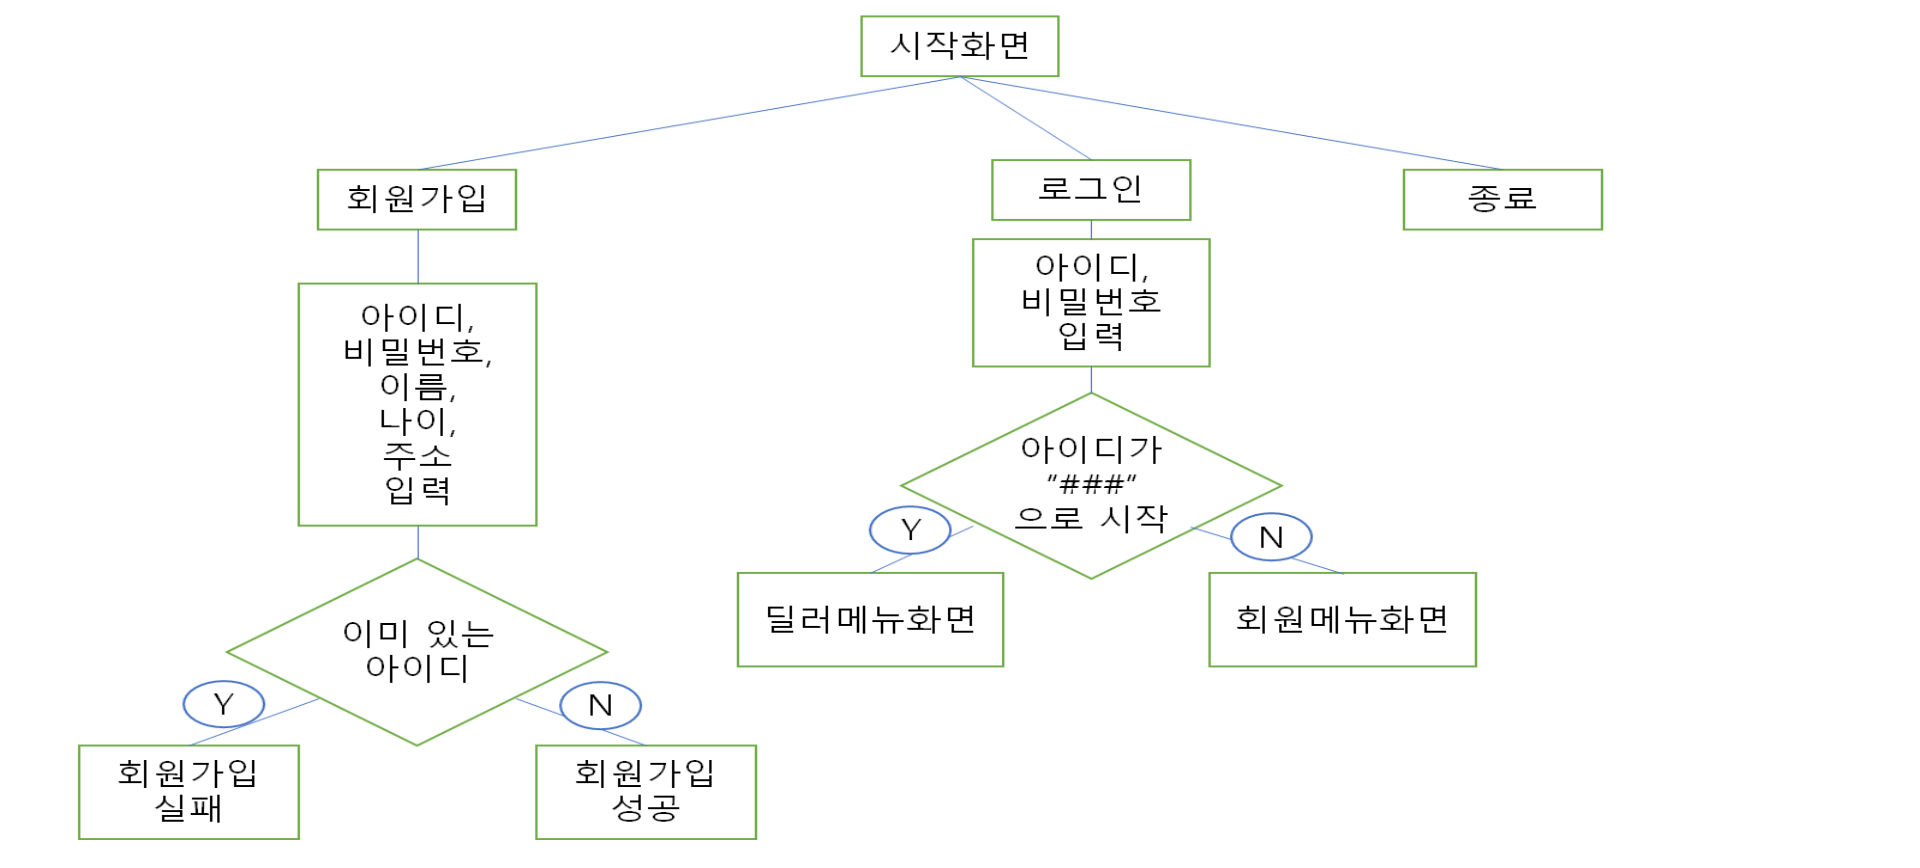 시작화면
회원가입
로그인
종료
아이디,
비밀번호,
이름,
나이,
주소
입력
아이디,
비밀번호
입력
이미 있는
아이디
Y
N
아이디가
"###"
으로 시작
Y
N
회원가입
실패
회원가입
성공
딜러메뉴화면
회원메뉴화면